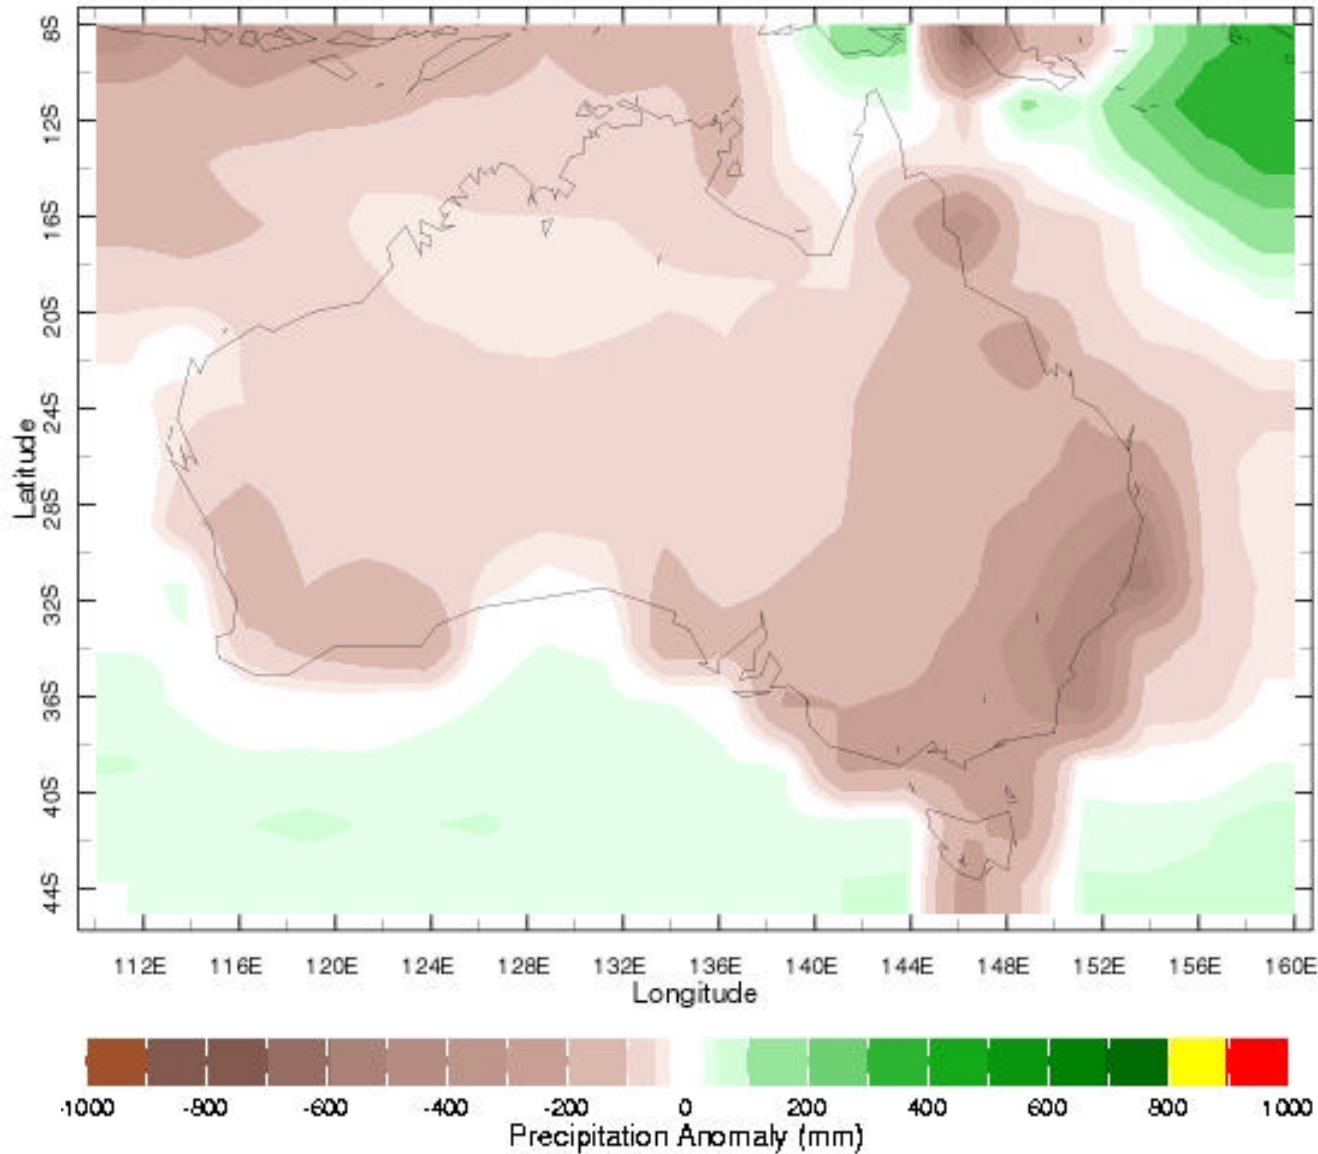 8S
12S
16S
20S
24S
28S
32S
36S
40S
44S
Latitude
112E 116E 120E 124E 128E 132E 136E 140E 144E 148E 152E 156E 160E
Longitude
-1000 -800 -600 -400 -200 0 200 400 600 800 1000
Precipitation Anomaly (mm)